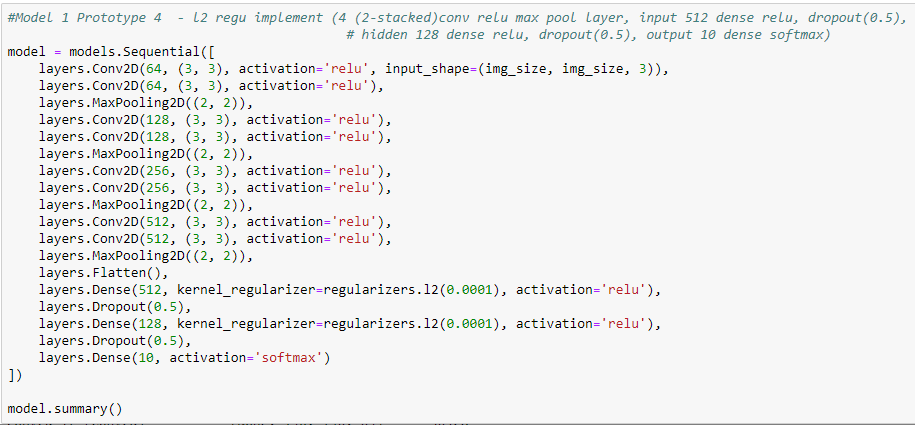 #Model 1 Prototype 4  - l2 regu implement (4 (2-stacked)conv relu max pool layer, input 512 dense relu, dropout(0.5),
# hidden 128 dense relu, dropout(0.5), output 10 dense softmax)
model = models.Sequential([
    layers.Conv2D(64, (3, 3), activation='relu', input_shape=(img_size, img_size, 3)),
    layers.Conv2D(64, (3, 3), activation='relu'),
    layers.MaxPooling2D((2, 2)),
    layers.Conv2D(128, (3, 3), activation='relu'),
    layers.Conv2D(128, (3, 3), activation='relu'),
    layers.MaxPooling2D((2, 2)),
    layers.Conv2D(256, (3, 3), activation='relu'),
    layers.Conv2D(256, (3, 3), activation='relu'),
    layers.MaxPooling2D((2, 2)),
    layers.Conv2D(512, (3, 3), activation='relu'),
    layers.Conv2D(512, (3, 3), activation='relu'),
    layers.MaxPooling2D((2, 2)),
    layers.Flatten(),
    layers.Dense(512, kernel_regularizer=regularizers.l2(0.0001), activation='relu'),
    layers.Dropout(0.5),
    layers.Dense(128, kernel_regularizer=regularizers.l2(0.0001), activation='relu'),
    layers.Dropout(0.5),
    layers.Dense(10, activation='softmax')
])
model.summary()